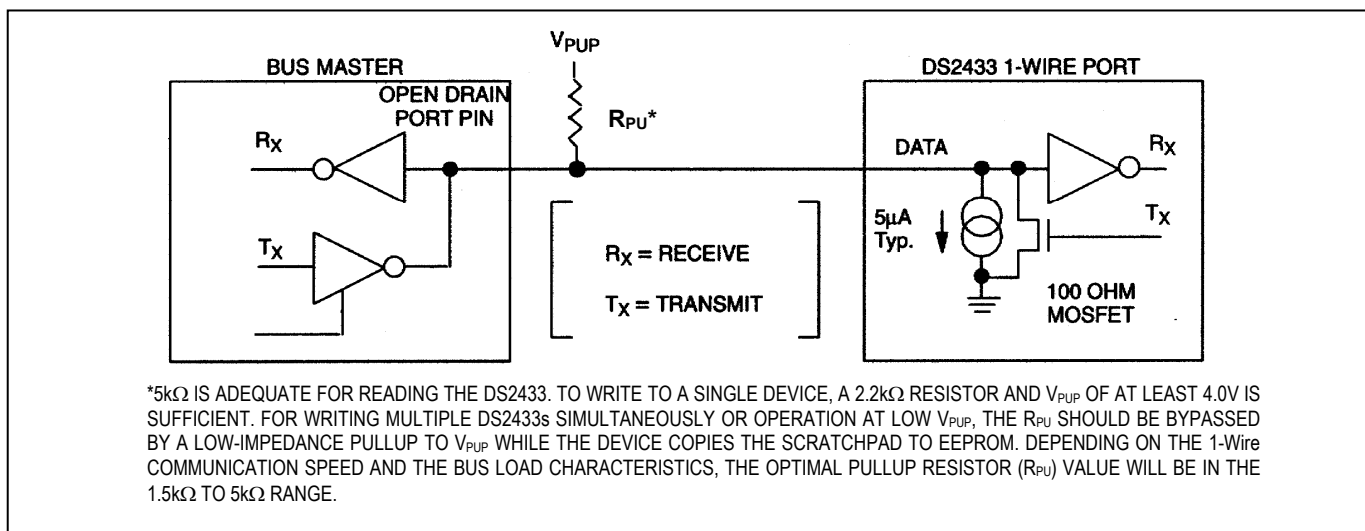 V_PUP
BUS MASTER
DS2433 1-WIRE PORT
OPEN DRAIN
PORT PIN
R_PU*
R_X
DATA
R_X
5µA
Typ.
T_X
T_X
R_X = RECEIVE
T_X = TRANSMIT
100 OHM
MOSFET
*5kΩ IS ADEQUATE FOR READING THE DS2433. TO WRITE TO A SINGLE DEVICE, A 2.2kΩ RESISTOR AND V_PUP OF AT LEAST 4.0V IS
SUFFICIENT. FOR WRITING MULTIPLE DS2433s SIMULTANEOUSLY OR OPERATION AT LOW V_PUP, THE R_PU SHOULD BE BYPASSED
BY A LOW-IMPEDANCE PULLUP TO V_PUP WHILE THE DEVICE COPIES THE SCRATCHPAD TO EEPROM. DEPENDING ON THE 1-Wire
COMMUNICATION SPEED AND THE BUS LOAD CHARACTERISTICS, THE OPTIMAL PULLUP RESISTOR (R_PU) VALUE WILL BE IN THE
1.5kΩ TO 5kΩ RANGE.